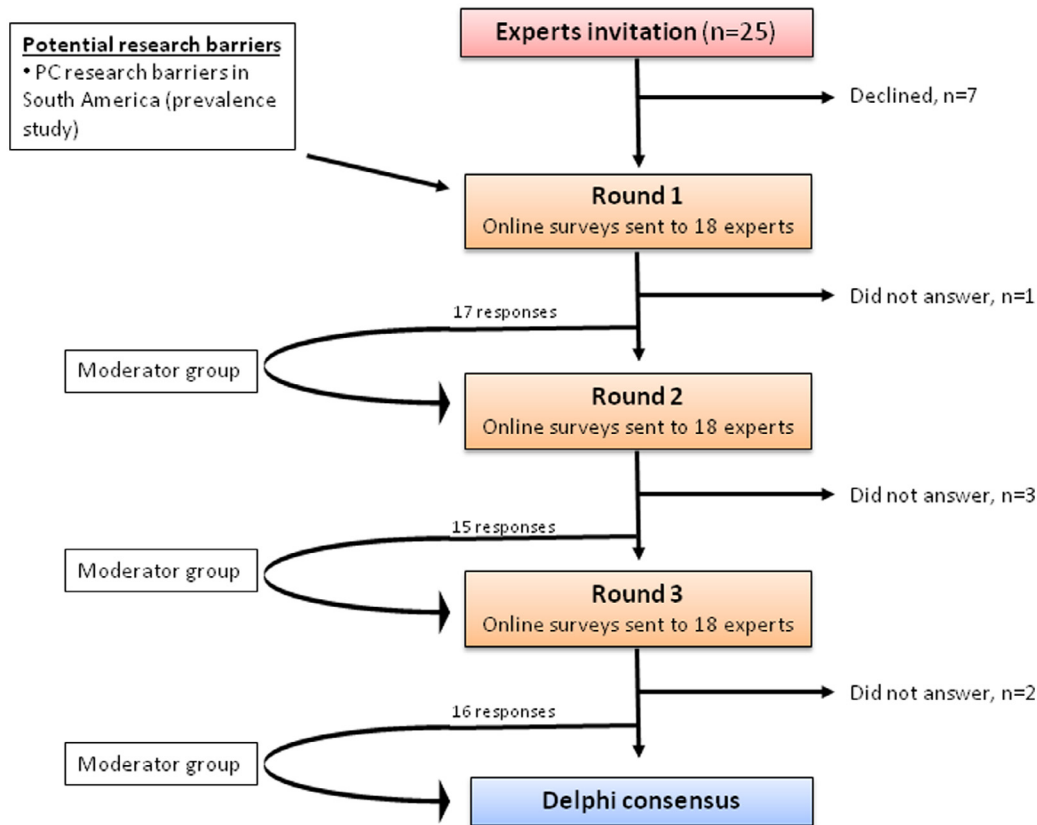 Potential research barriers
• PC research barriers in
South America (prevalence
study)
Experts invitation (n=25)
Declined, n=7
Round 1
Online surveys sent to 18 experts
Did not answer, n=1
17 responses
Moderator group
Round 2
Online surveys sent to 18 experts
Did not answer, n=3
15 responses
Moderator group
Round 3
Online surveys sent to 18 experts
Did not answer, n=2
16 responses
Moderator group
Delphi consensus